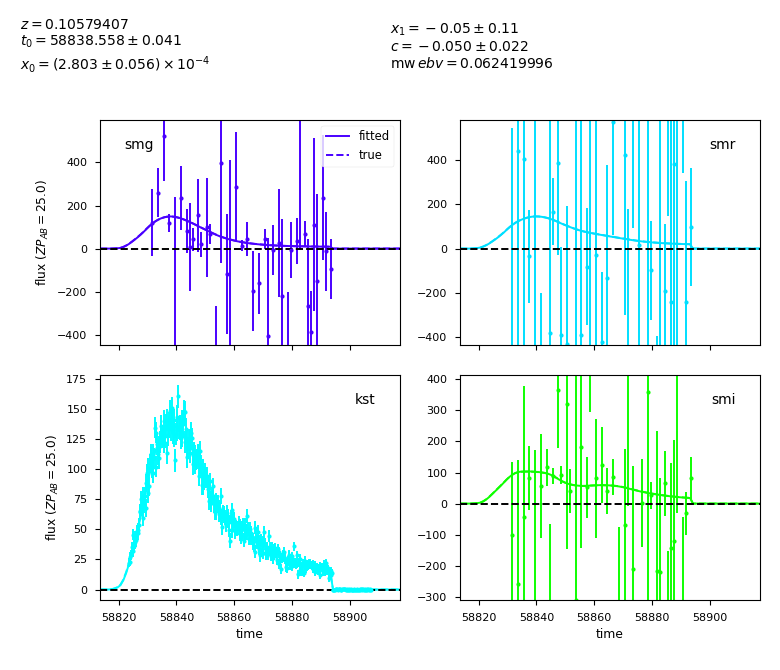 z = 0.10579407
t₀ = 58838.558 ± 0.041
x₀ = (2.803 ± 0.056) × 10⁻⁴
x₁ = −0.05 ± 0.11
c = −0.050 ± 0.022
mw ebv = 0.062419996
smg
fitted
true
400
200
0
−200
−400
flux (ZP_AB = 25.0)
smr
400
200
0
−200
−400
kst
175
150
125
100
75
50
25
0
flux (ZP_AB = 25.0)
58820 58840 58860 58880 58900
time
smi
400
300
200
100
0
−100
−200
−300
58820 58840 58860 58880 58900
time